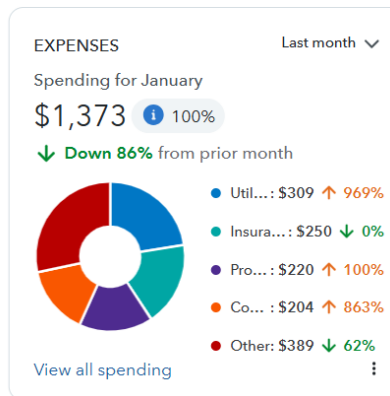 EXPENSES
Last month
Spending for January
$1,373 100%
Down 86% from prior month
Util...: $309 969%
Insura...: $250 0%
Pro...: $220 100%
Co...: $204 863%
Other: $389 62%
View all spending